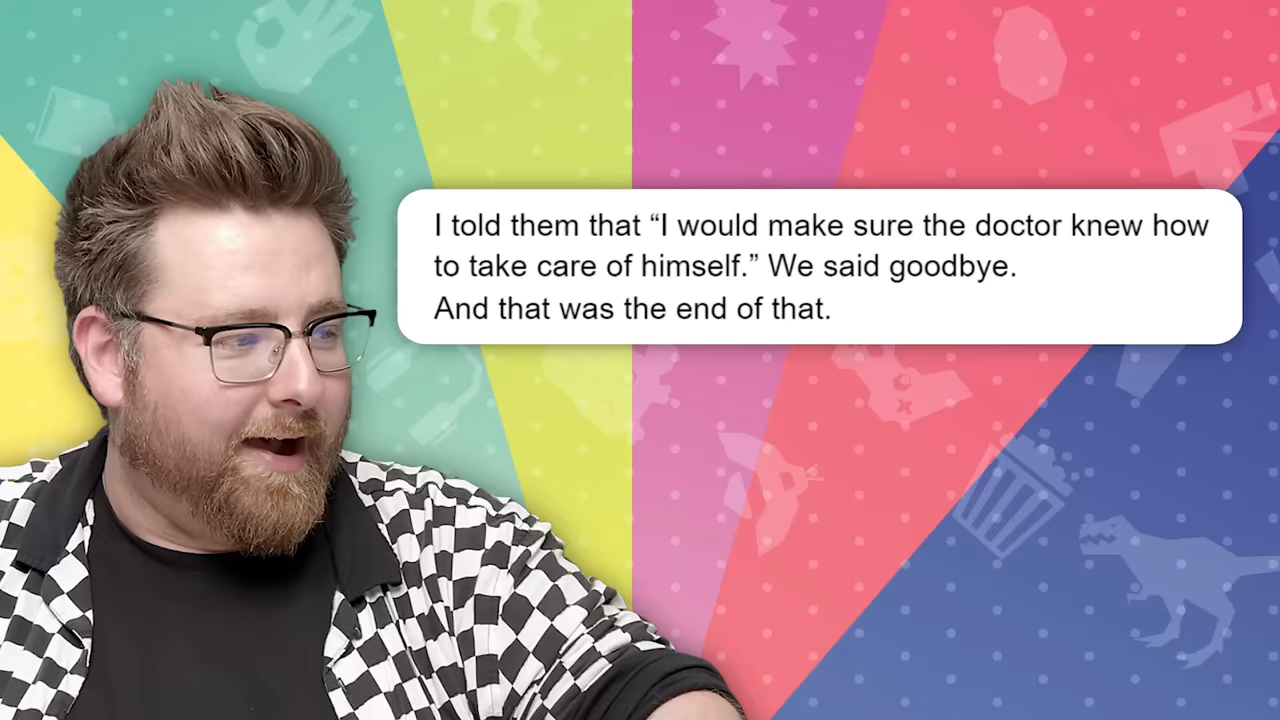 I told them that “I would make sure the doctor knew how
to take care of himself.” We said goodbye.
And that was the end of that.